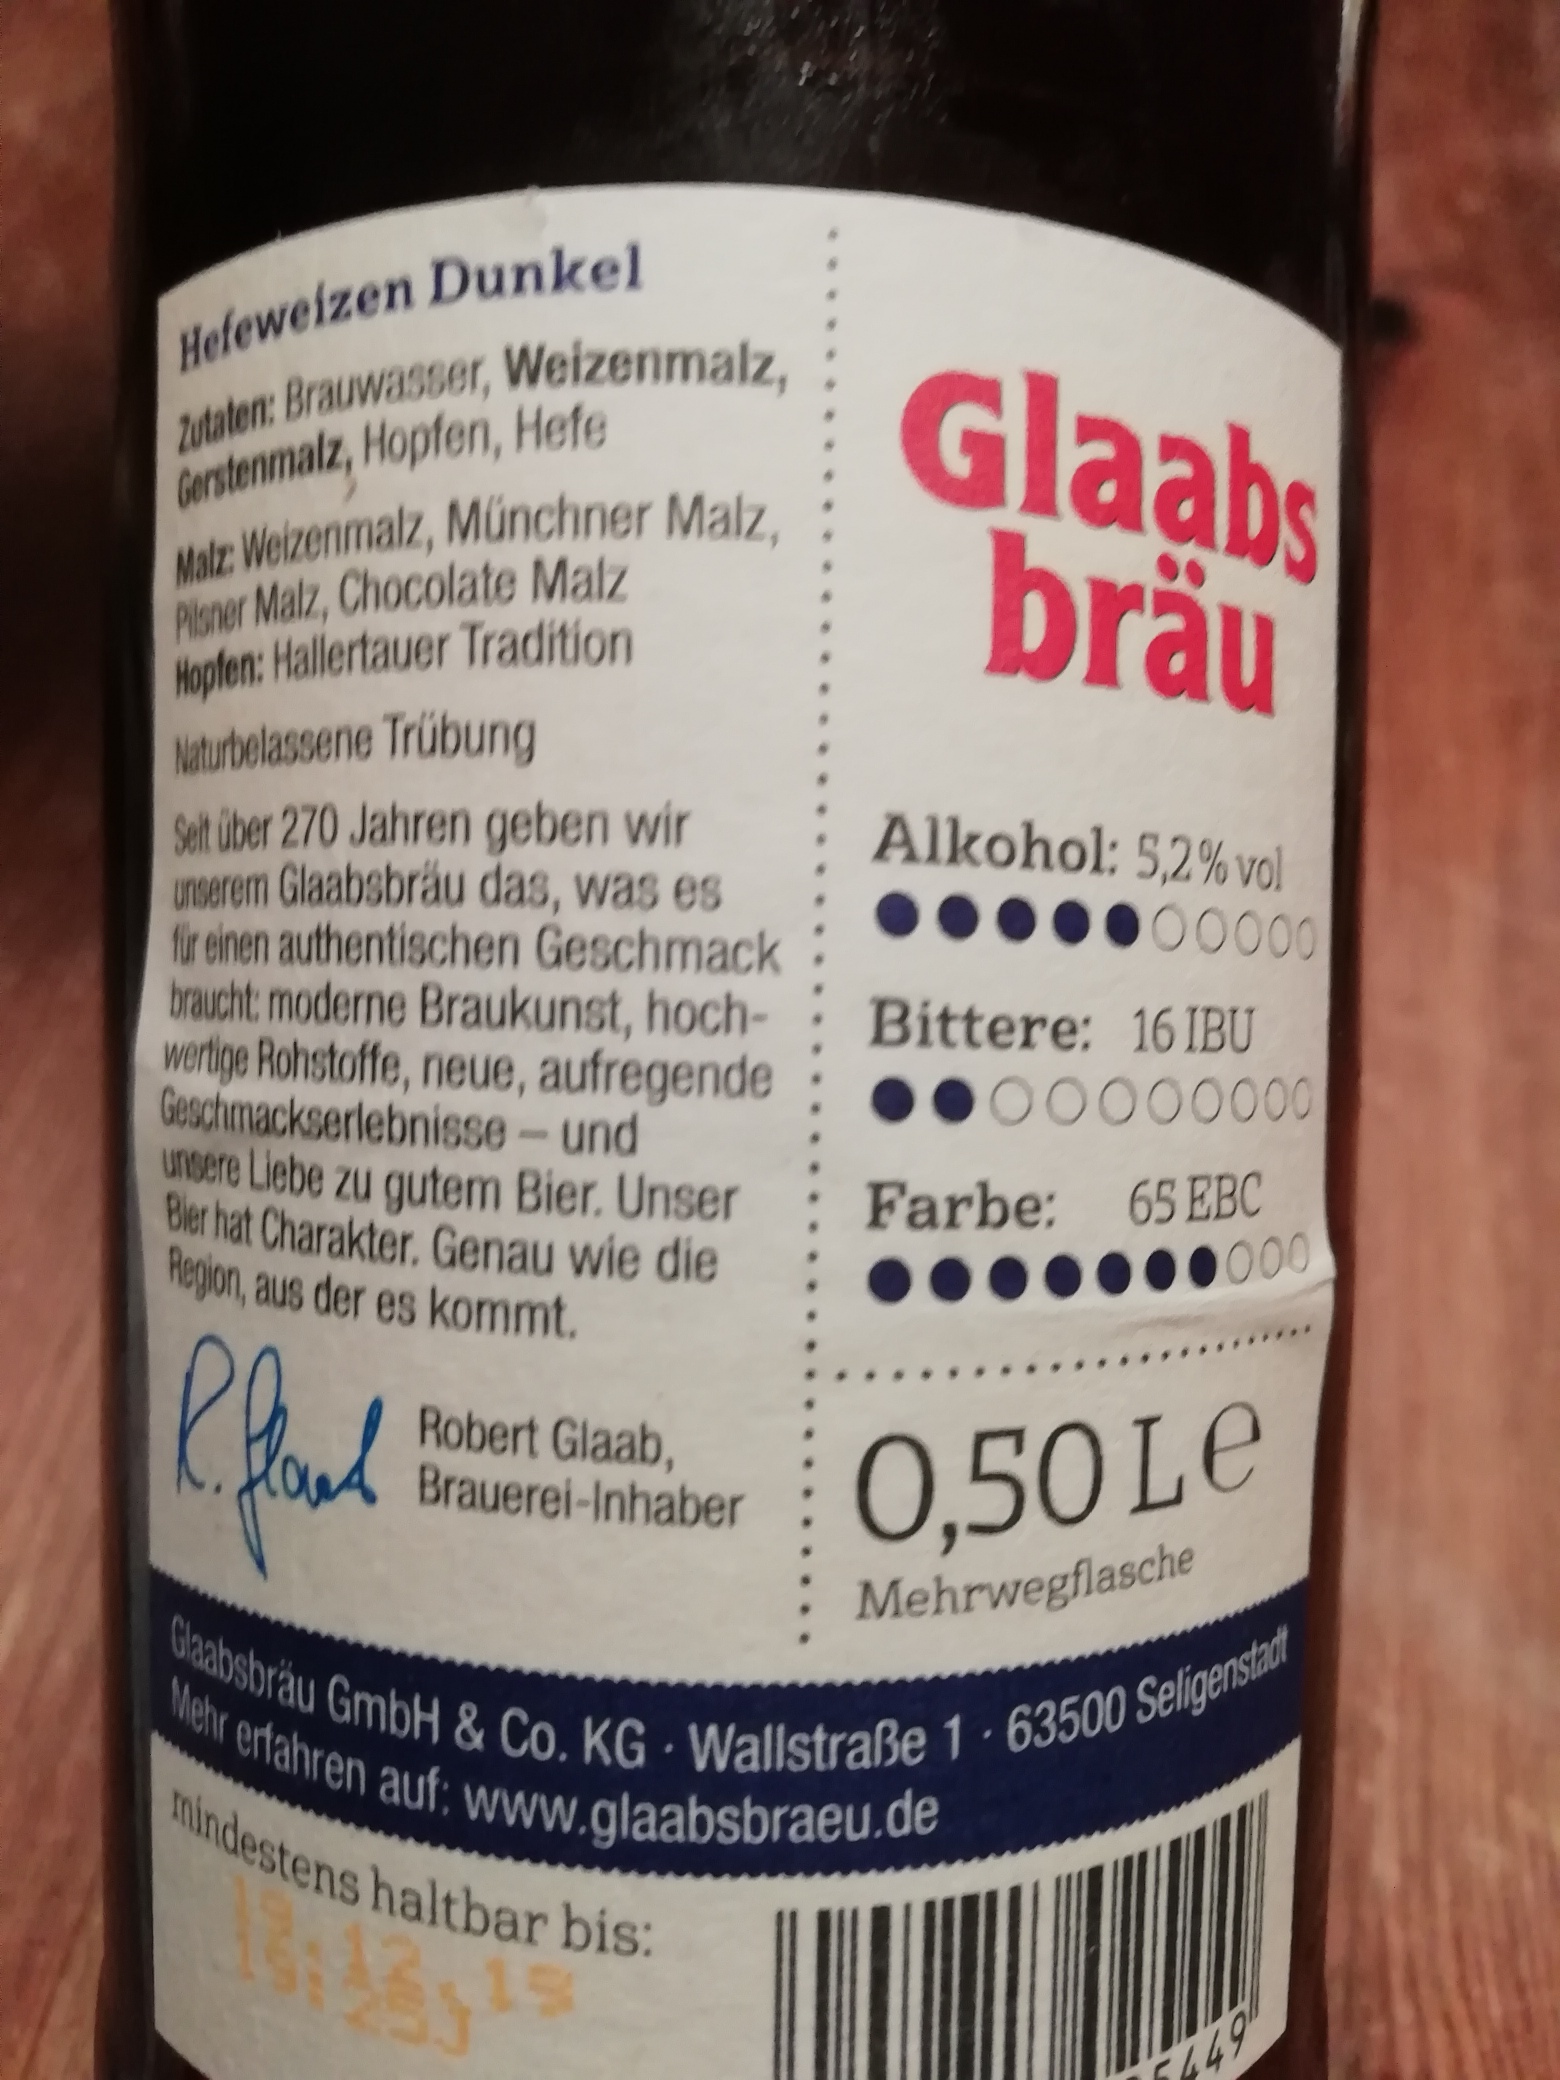 Hefeweizen Dunkel
Zutaten: Brauwasser, Weizenmalz,
Gerstenmalz, Hopfen, Hefe
Malz: Weizenmalz, Münchner Malz,
Pilsner Malz, Chocolate Malz
Hopfen: Hallertauer Tradition
Naturbelassene Trübung
Seit über 270 Jahren geben wir
unserem Glaabsbräu das, was es
für einen authentischen Geschmack
braucht: moderne Braukunst, hoch-
wertige Rohstoffe, neue, aufregende
Geschmackserlebnisse – und
unsere Liebe zu gutem Bier. Unser
Bier hat Charakter. Genau wie die
Region, aus der es kommt.
R. Glaab
Robert Glaab,
Brauerei-Inhaber
Glaabs
bräu
Alkohol: 5,2% vol
Bittere: 16 IBU
Farbe: 65 EBC
0,50 L e
Mehrwegflasche
Glaabsbräu GmbH & Co. KG · Wallstraße 1 · 63500 Seligenstadt
Mehr erfahren auf: www.glaabsbraeu.de
mindestens haltbar bis:
5449